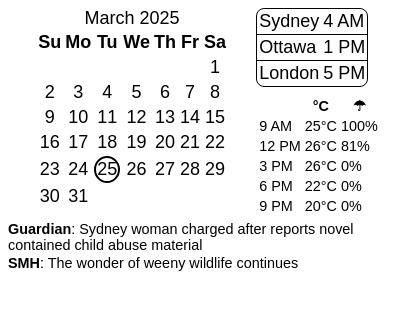 March 2025
Su Mo Tu We Th Fr Sa
1
2 3 4 5 6 7 8
9 10 11 12 13 14 15
16 17 18 19 20 21 22
23 24 25 26 27 28 29
30 31
Sydney 4 AM
Ottawa 1 PM
London 5 PM
°C ☂
9 AM 25°C 100%
12 PM 26°C 81%
3 PM 26°C 0%
6 PM 22°C 0%
9 PM 20°C 0%
Guardian: Sydney woman charged after reports novel
contained child abuse material
SMH: The wonder of weeny wildlife continues